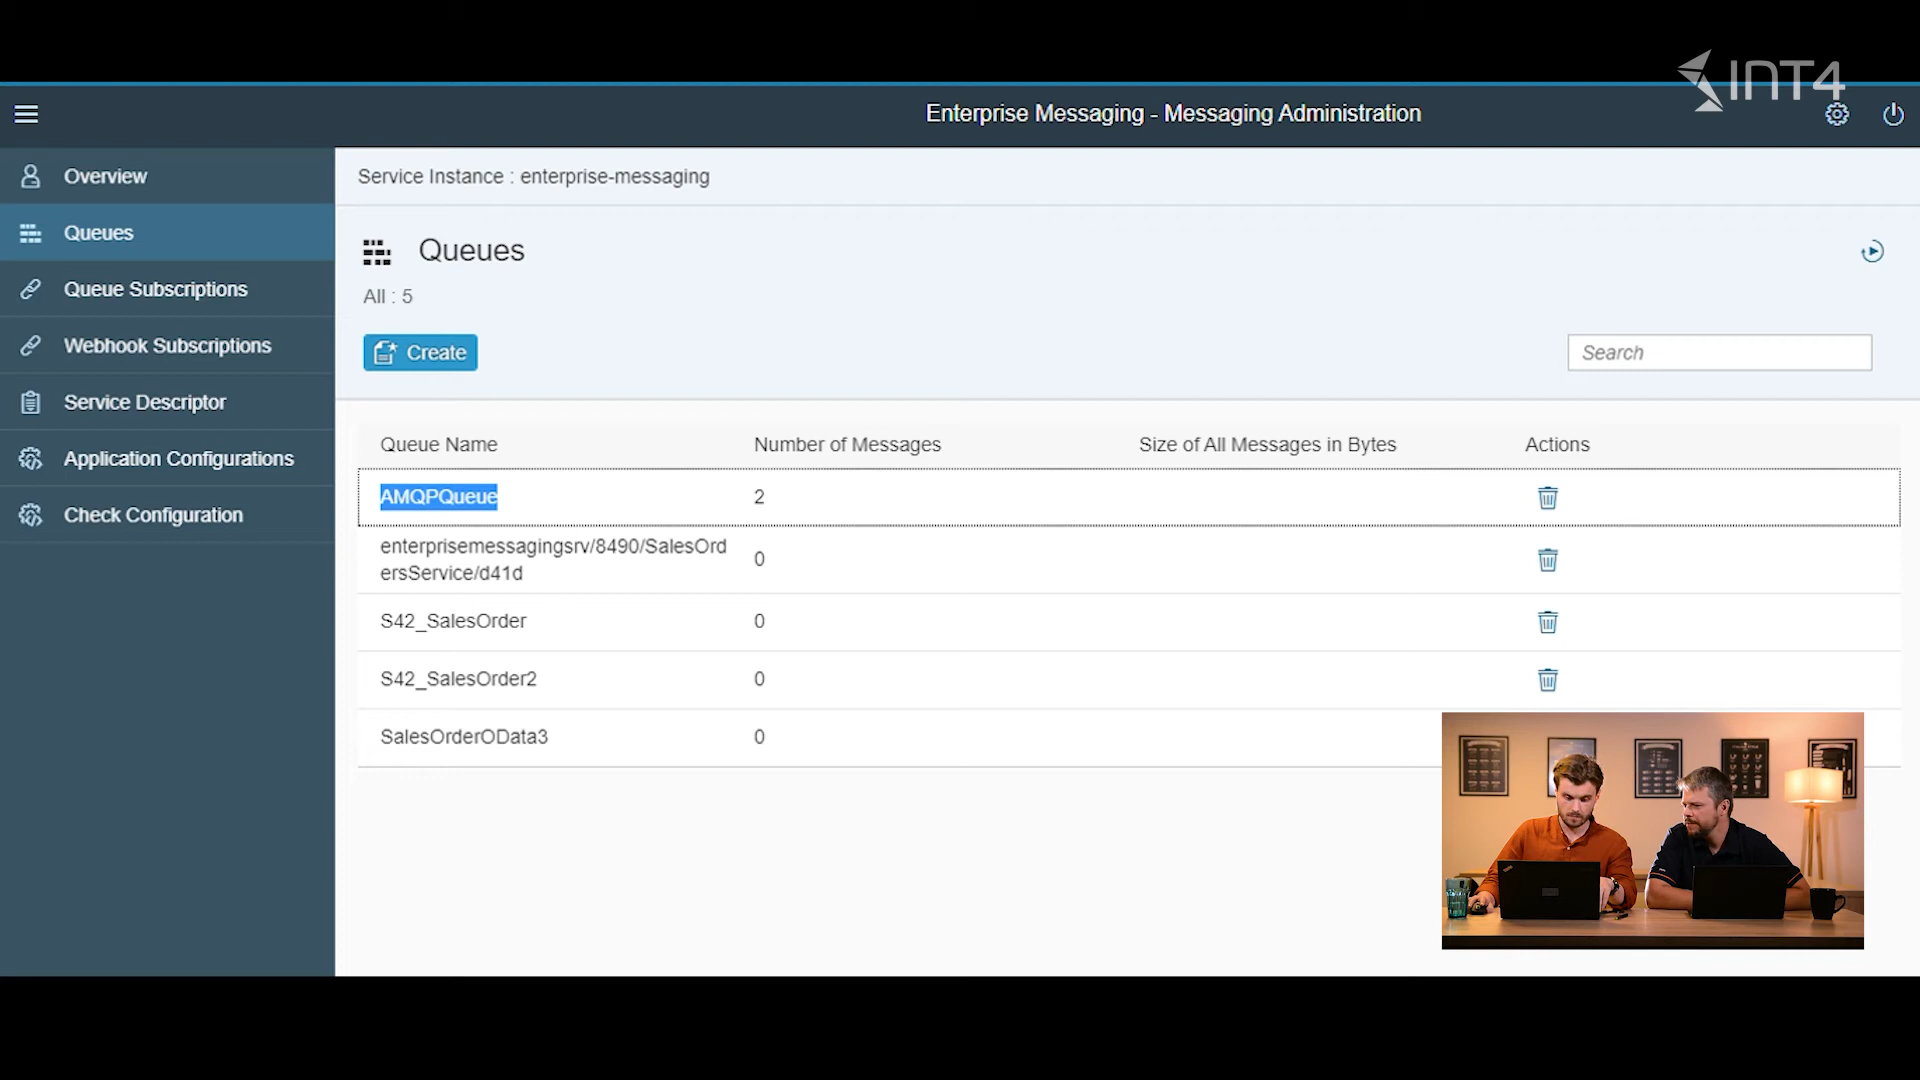 INT4
Enterprise Messaging - Messaging Administration
Overview
Queues
Queue Subscriptions
Webhook Subscriptions
Service Descriptor
Application Configurations
Check Configuration
Service Instance : enterprise-messaging
Queues
All : 5
Create
Search
Queue Name Number of Messages Size of All Messages in Bytes Actions
AMQPQueue 2
enterprisemessagingsrv/8490/SalesOrd
ersService/d41d 0
S42_SalesOrder 0
S42_SalesOrder2 0
SalesOrderOData3 0